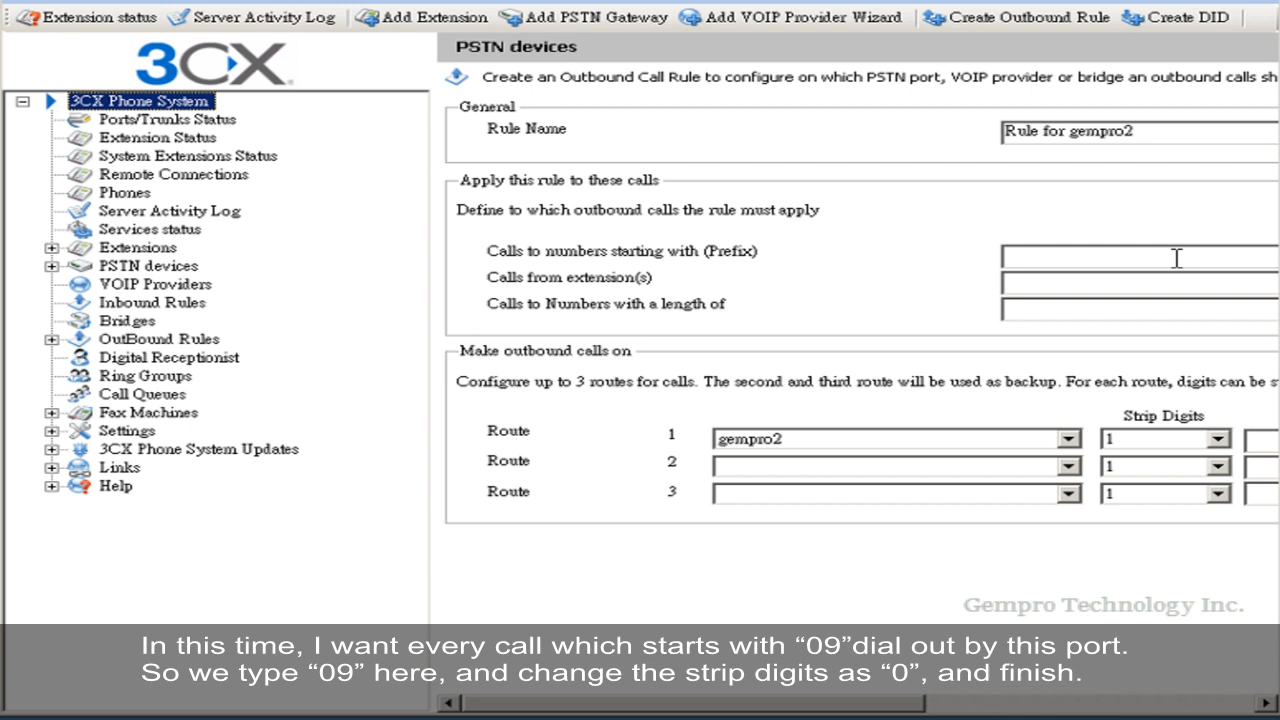 Extension status Server Activity Log Add Extension Add PSTN Gateway Add VOIP Provider Wizard Create Outbound Rule Create DID
3CX
3CX Phone System
Ports/Trunks Status
Extension Status
System Extensions Status
Remote Connections
Phones
Server Activity Log
Services status
Extensions
PSTN devices
VOIP Providers
Inbound Rules
Bridges
OutBound Rules
Digital Receptionist
Ring Groups
Call Queues
Fax Machines
Settings
3CX Phone System Updates
Links
Help
PSTN devices
Create an Outbound Call Rule to configure on which PSTN port, VOIP provider or bridge an outbound calls sh
General
Rule Name Rule for gempro2
Apply this rule to these calls
Define to which outbound calls the rule must apply
Calls to numbers starting with (Prefix)
Calls from extension(s)
Calls to Numbers with a length of
Make outbound calls on
Configure up to 3 routes for calls. The second and third route will be used as backup. For each route, digits can be s
Strip Digits
Route 1 gempro2 1
Route 2 1
Route 3 1
Gempro Technology Inc.
In this time, I want every call which starts with “09”dial out by this port.
So we type “09” here, and change the strip digits as “0”, and finish.